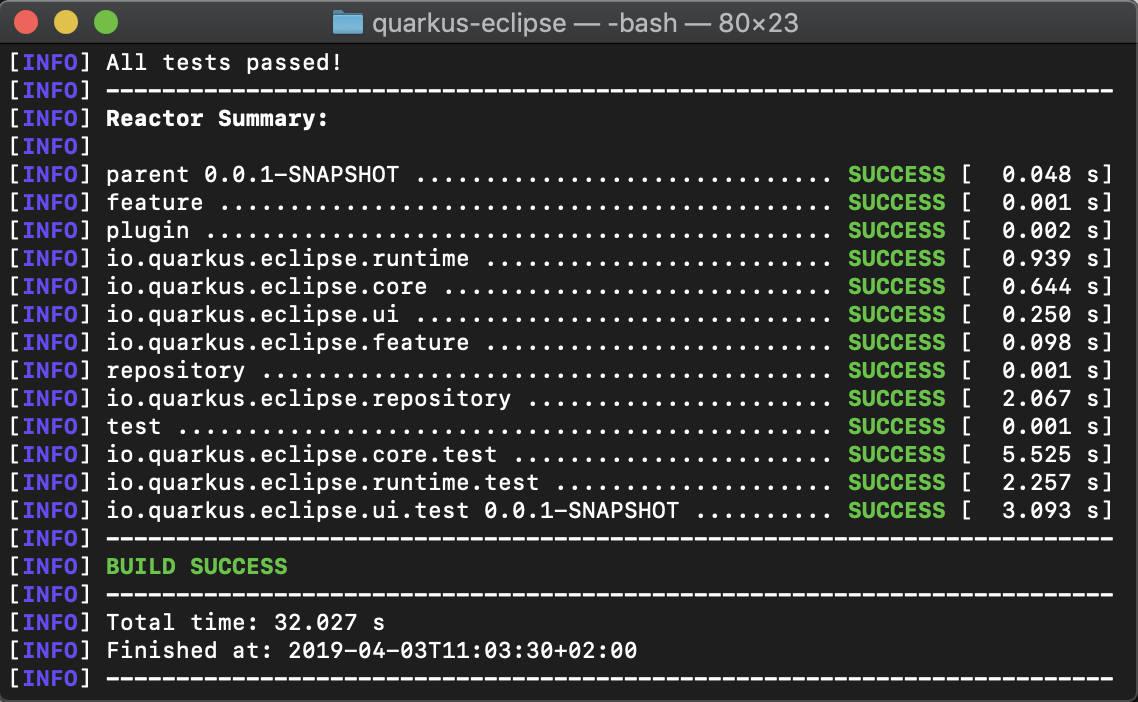 quarkus-eclipse — -bash — 80×23
[INFO] All tests passed!
[INFO] ------------------------------------------------------------------------
[INFO] Reactor Summary:
[INFO]
[INFO] parent 0.0.1-SNAPSHOT .............................. SUCCESS [  0.048 s]
[INFO] feature ............................................ SUCCESS [  0.001 s]
[INFO] plugin ............................................. SUCCESS [  0.002 s]
[INFO] io.quarkus.eclipse.runtime ......................... SUCCESS [  0.939 s]
[INFO] io.quarkus.eclipse.core ............................ SUCCESS [  0.644 s]
[INFO] io.quarkus.eclipse.ui .............................. SUCCESS [  0.250 s]
[INFO] io.quarkus.eclipse.feature ......................... SUCCESS [  0.098 s]
[INFO] repository ......................................... SUCCESS [  0.001 s]
[INFO] io.quarkus.eclipse.repository ...................... SUCCESS [  2.067 s]
[INFO] test ............................................... SUCCESS [  0.001 s]
[INFO] io.quarkus.eclipse.core.test ....................... SUCCESS [  5.525 s]
[INFO] io.quarkus.eclipse.runtime.test .................... SUCCESS [  2.257 s]
[INFO] io.quarkus.eclipse.ui.test 0.0.1-SNAPSHOT .......... SUCCESS [  3.093 s]
[INFO] ------------------------------------------------------------------------
[INFO] BUILD SUCCESS
[INFO] ------------------------------------------------------------------------
[INFO] Total time: 32.027 s
[INFO] Finished at: 2019-04-03T11:03:30+02:00
[INFO] ------------------------------------------------------------------------